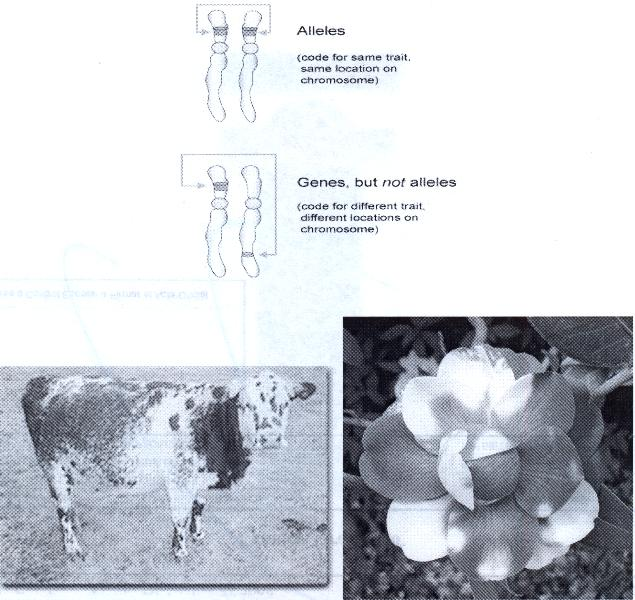 Alleles
(code for same trait,
same location on
chromosome)
Genes, but not alleles
(code for different trait,
different locations on
chromosome)